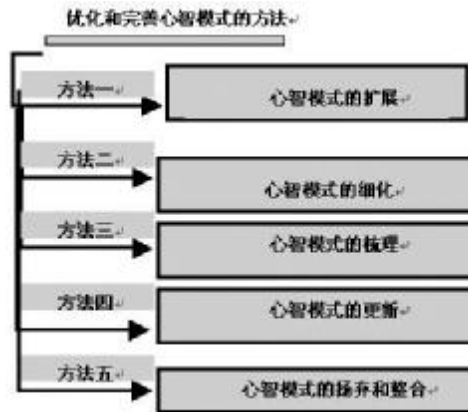 优化和完善心智模式的方法
方法一
心智模式的扩展
方法二
心智模式的细化
方法三
心智模式的梳理
方法四
心智模式的更新
方法五
心智模式的扬弃和整合